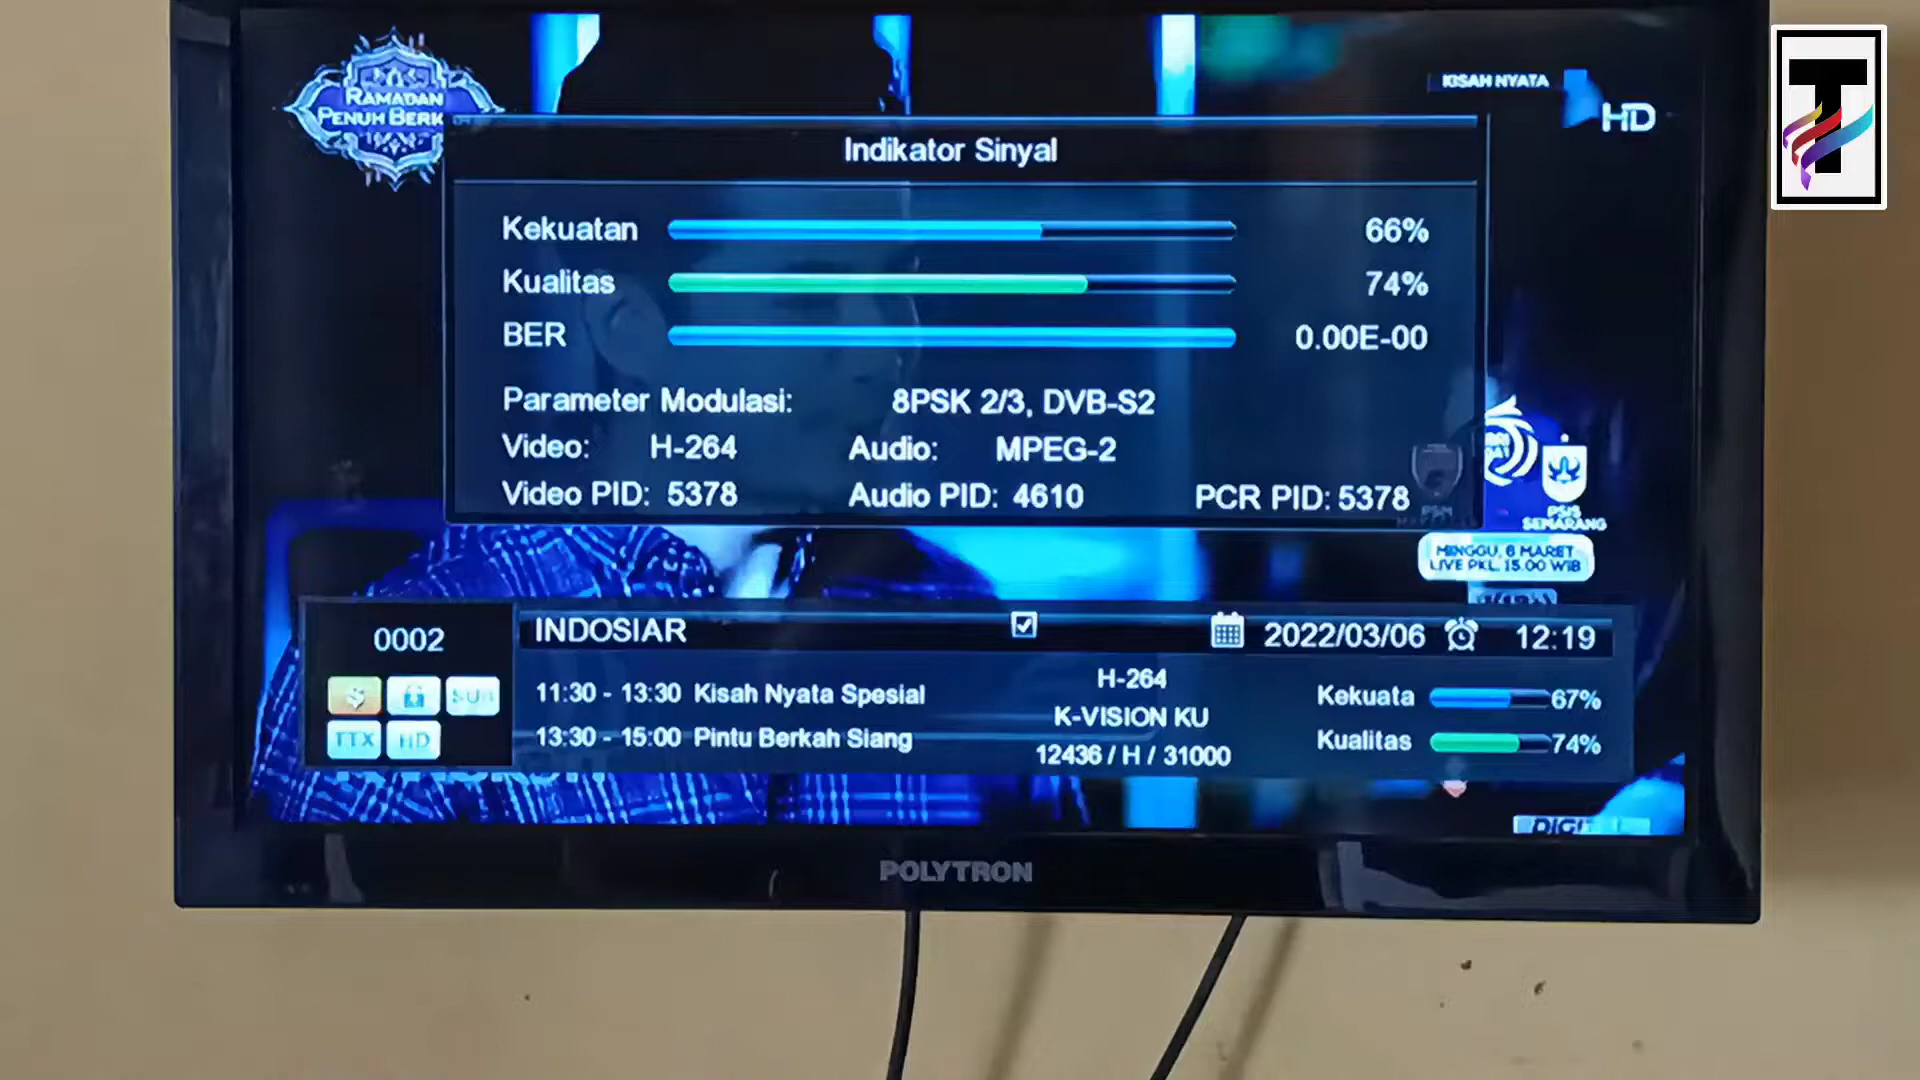 RAMADAN
PENUH BERK
KISAH NYATA
HD
T
Indikator Sinyal
Kekuatan 66%
Kualitas 74%
BER 0.00E-00
Parameter Modulasi: 8PSK 2/3, DVB-S2
Video: H-264 Audio: MPEG-2
Video PID: 5378 Audio PID: 4610 PCR PID: 5378
PSM
PSIS
SEMARANG
MINGGU, 6 MARET
LIVE PKL. 15.00 WIB
0002 INDOSIAR 2022/03/06 12:19
$ SUB
TTX HD
11:30 - 13:30 Kisah Nyata Spesial
13:30 - 15:00 Pintu Berkah Siang
H-264
K-VISION KU
12436 / H / 31000
Kekuata 67%
Kualitas 74%
POLYTRON